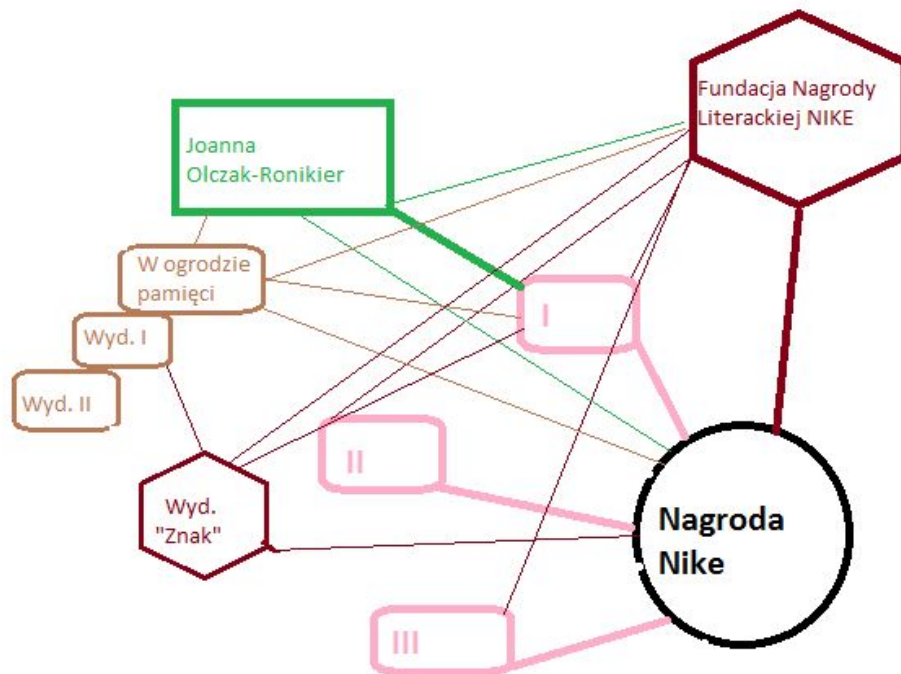 Fundacja Nagrody
Literackiej NIKE
Joanna
Olczak-Ronikier
W ogrodzie
pamięci
Wyd. I
Wyd. II
I
II
III
Wyd.
"Znak"
Nagroda
Nike